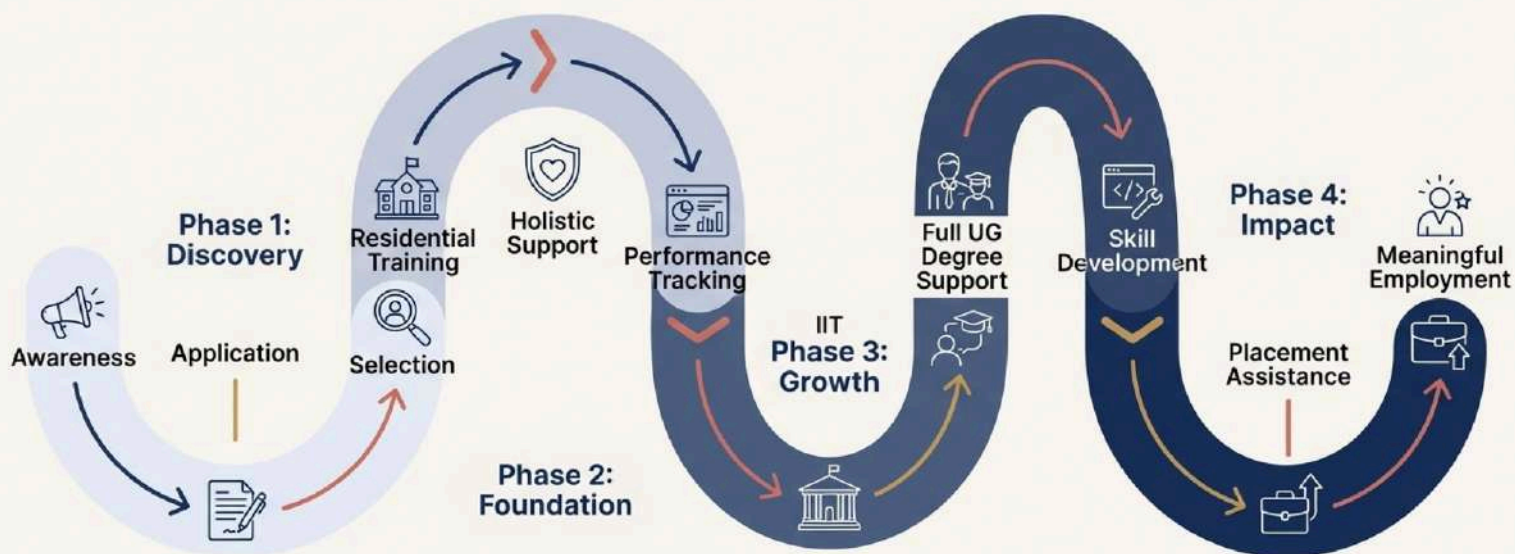 Phase 1:
Discovery
Awareness
Application
Selection
Residential
Training
Holistic
Support
Performance
Tracking
Phase 2:
Foundation
IIT
Phase 3:
Growth
Full UG
Degree
Support
Skill
Development
Phase 4:
Impact
Placement
Assistance
Meaningful
Employment